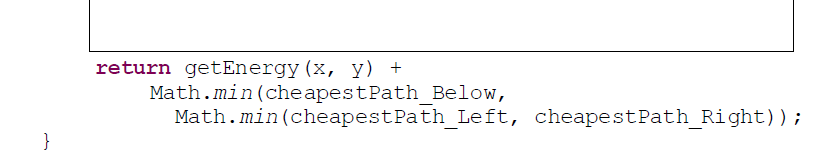 return getEnergy(x, y) +
Math.min(cheapestPath_Below,
Math.min(cheapestPath_Left, cheapestPath_Right));
}